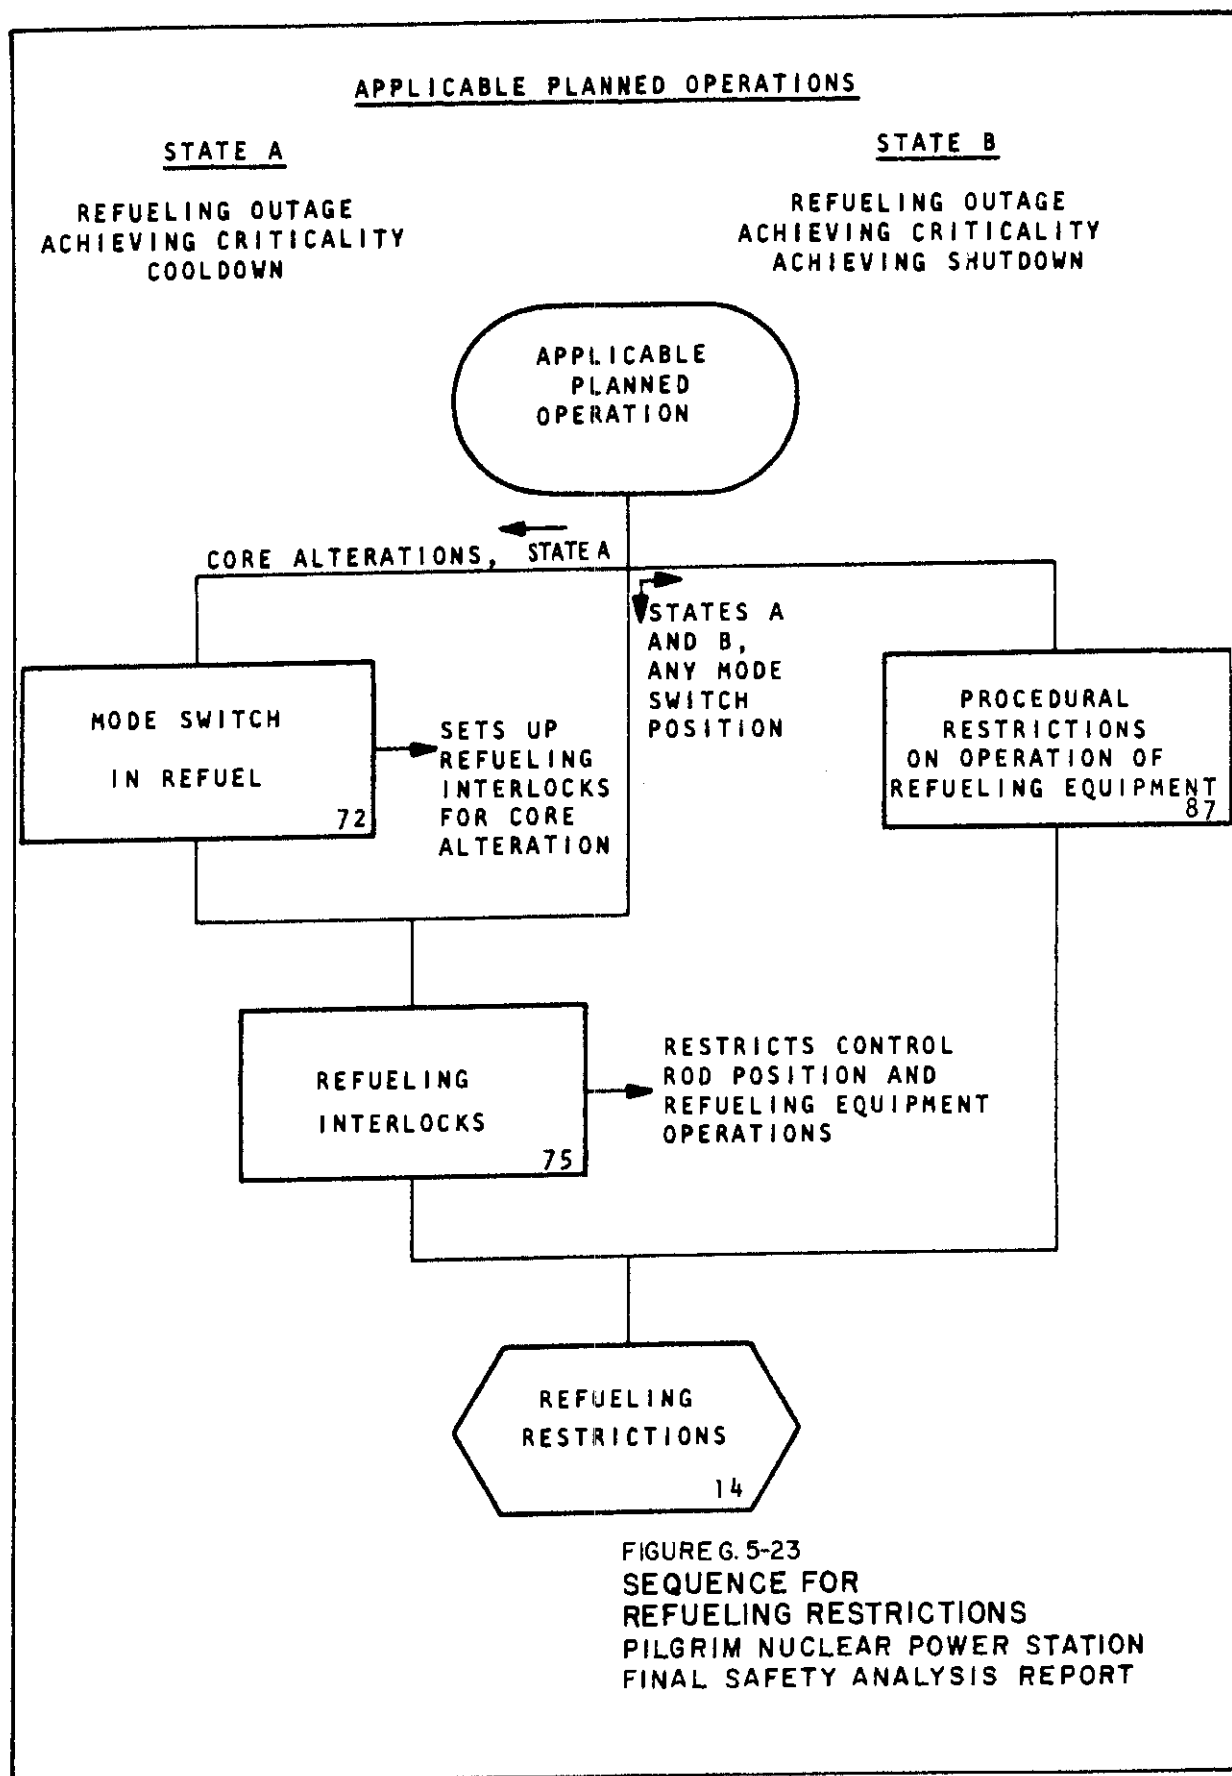 APPLICABLE PLANNED OPERATIONS
STATE A
REFUELING OUTAGE
ACHIEVING CRITICALITY
COOLDOWN
STATE B
REFUELING OUTAGE
ACHIEVING CRITICALITY
ACHIEVING SHUTDOWN
APPLICABLE
PLANNED
OPERATION
CORE ALTERATIONS, STATE A
STATES A
AND B,
ANY MODE
SWITCH
POSITION
MODE SWITCH
IN REFUEL
72
SETS UP
REFUELING
INTERLOCKS
FOR CORE
ALTERATION
PROCEDURAL
RESTRICTIONS
ON OPERATION OF
REFUELING EQUIPMENT
87
REFUELING
INTERLOCKS
75
RESTRICTS CONTROL
ROD POSITION AND
REFUELING EQUIPMENT
OPERATIONS
REFUELING
RESTRICTIONS
14
FIGURE G. 5-23
SEQUENCE FOR
REFUELING RESTRICTIONS
PILGRIM NUCLEAR POWER STATION
FINAL SAFETY ANALYSIS REPORT